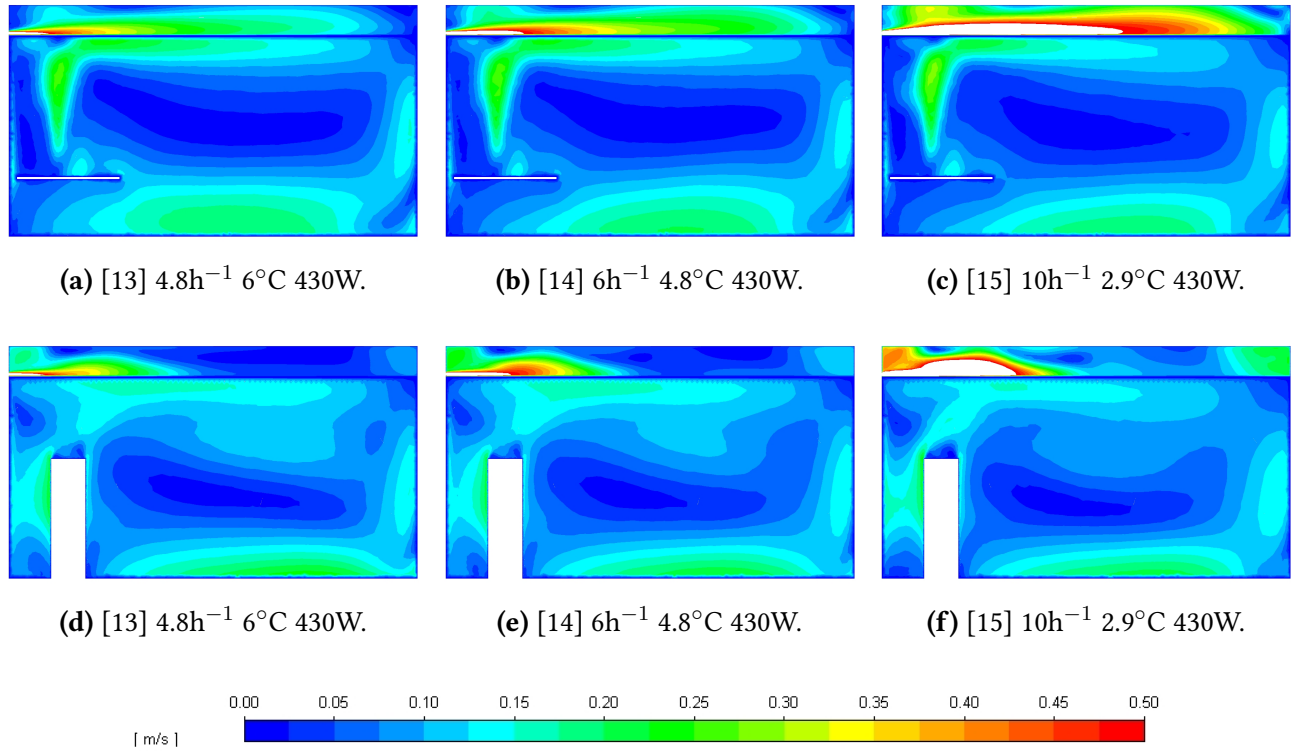 (a) [13] 4.8h⁻¹ 6°C 430W.
(b) [14] 6h⁻¹ 4.8°C 430W.
(c) [15] 10h⁻¹ 2.9°C 430W.
(d) [13] 4.8h⁻¹ 6°C 430W.
(e) [14] 6h⁻¹ 4.8°C 430W.
(f) [15] 10h⁻¹ 2.9°C 430W.
0.00 0.05 0.10 0.15 0.20 0.25 0.30 0.35 0.40 0.45 0.50
[ m/s ]